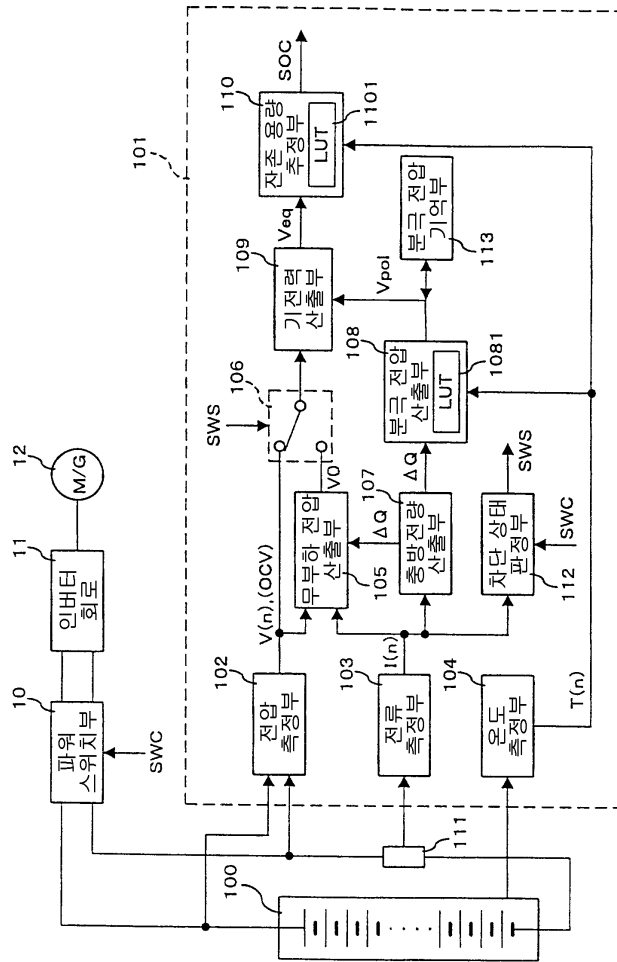 100
111
10
파워
스위치부
SWC
11
인버터
회로
12
M/G
101
102
전압
측정부
103
전류
측정부
104
온도
측정부
V(n),(OCV)
I(n)
T(n)
무부하 전압
산출부
105
ΔQ
107
충방전량
산출부
차단 상태
판정부
112
SWC
SWS
SWS
106
V0
ΔQ
108
분극 전압
산출부
LUT
1081
109
기전력
산출부
Vpol
분극 전압
기억부
113
Veq
110
잔존 용량
추정부
LUT
1101
SOC